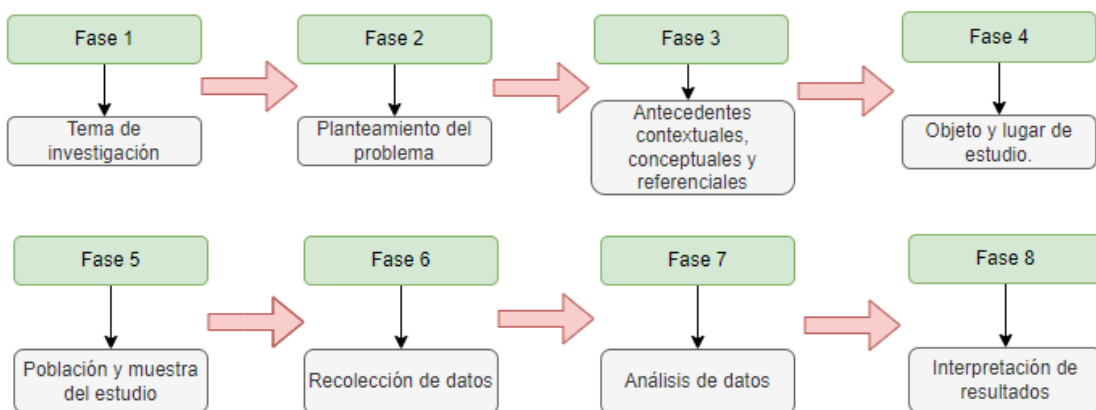 Fase 1
Fase 2
Fase 3
Fase 4
Tema de
investigación
Planteamiento del
problema
Antecedentes
contextuales,
conceptuales y
referenciales
Objeto y lugar de
estudio.
Fase 5
Fase 6
Fase 7
Fase 8
Población y muestra
del estudio
Recolección de datos
Análisis de datos
Interpretación de
resultados